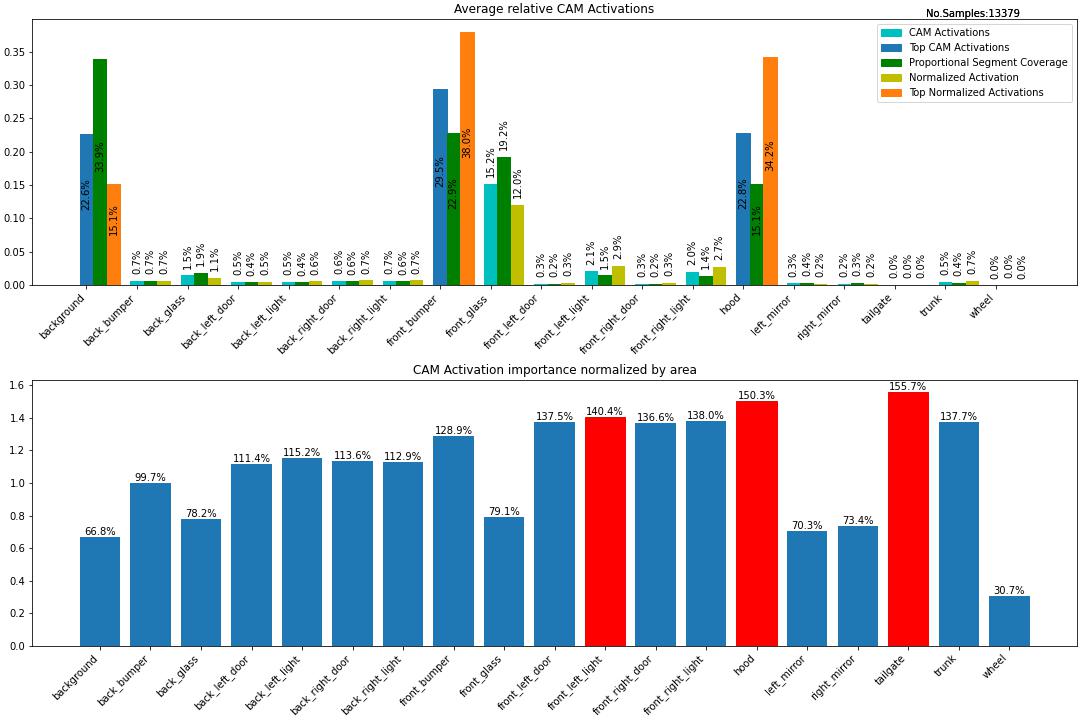 Average relative CAM Activations
No.Samples:13379
CAM Activations
Top CAM Activations
Proportional Segment Coverage
Normalized Activation
Top Normalized Activations
0.35
0.30
0.25
0.20
0.15
0.10
0.05
0.00
22.6% 33.9% 15.1%
0.7% 0.7% 0.7%
1.5% 1.9% 1.1%
0.5% 0.4% 0.5%
0.5% 0.4% 0.6%
0.6% 0.6% 0.7%
0.7% 0.6% 0.7%
29.5% 22.9% 38.0%
15.2% 19.2% 12.0%
0.3% 0.2% 0.3%
2.1% 1.5% 2.9%
0.3% 0.2% 0.3%
2.0% 1.4% 2.7%
22.8% 15.1% 34.2%
0.3% 0.4% 0.2%
0.2% 0.3% 0.2%
0.0% 0.0% 0.0%
0.5% 0.4% 0.7%
0.0% 0.0% 0.0%
background
back_bumper
back_glass
back_left_door
back_left_light
back_right_door
back_right_light
front_bumper
front_glass
front_left_door
front_left_light
front_right_door
front_right_light
hood
left_mirror
right_mirror
tailgate
trunk
wheel
CAM Activation importance normalized by area
1.6
1.4
1.2
1.0
0.8
0.6
0.4
0.2
0.0
66.8%
99.7%
78.2%
111.4%
115.2%
113.6%
112.9%
128.9%
79.1%
137.5%
140.4%
136.6%
138.0%
150.3%
70.3%
73.4%
155.7%
137.7%
30.7%
background
back_bumper
back_glass
back_left_door
back_left_light
back_right_door
back_right_light
front_bumper
front_glass
front_left_door
front_left_light
front_right_door
front_right_light
hood
left_mirror
right_mirror
tailgate
trunk
wheel